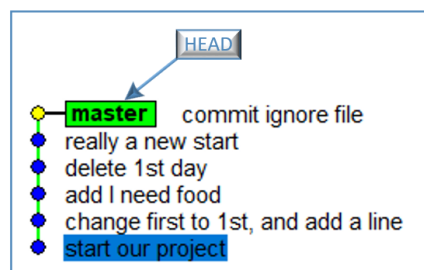 HEAD
master commit ignore file
really a new start
delete 1st day
add I need food
change first to 1st, and add a line
start our project